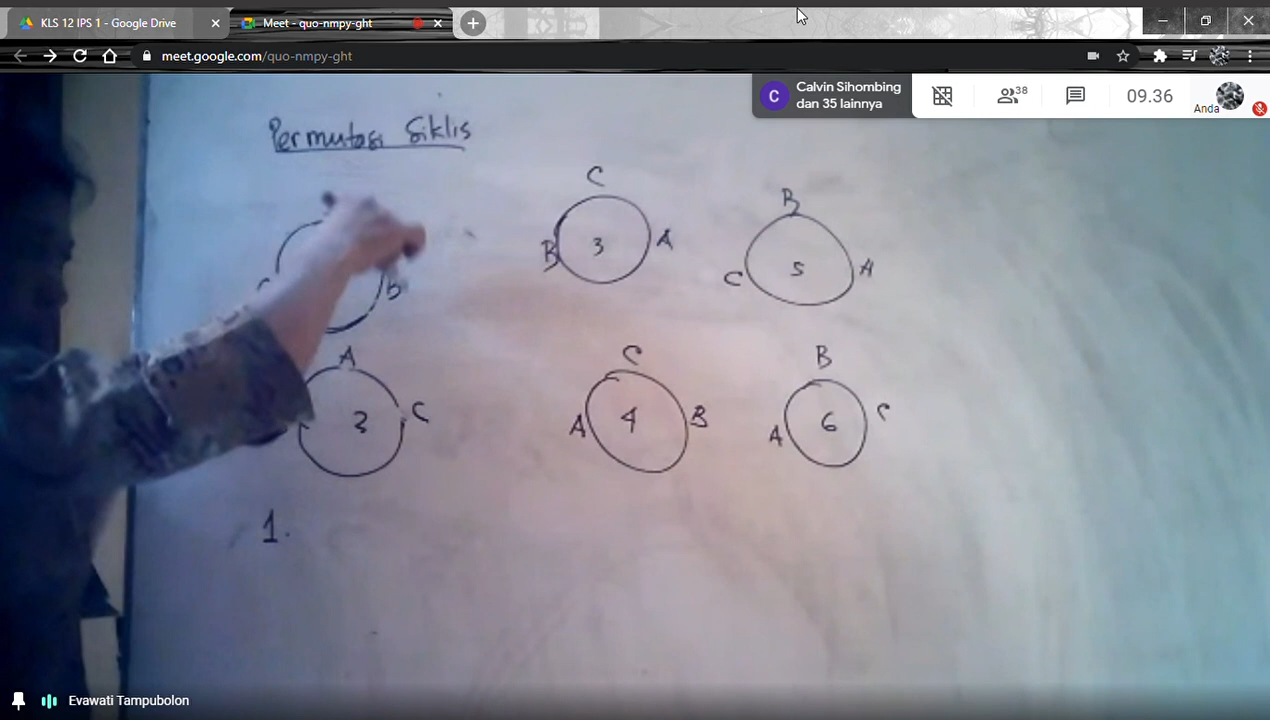 KLS 12 IPS 1 - Google Drive
Meet - quo-nmpy-ght
meet.google.com/quo-nmpy-ght
C
Calvin Sihombing
dan 35 lainnya
38
09.36
Anda
Permutasi Siklis
B
C
B
3
A
B
C
5
A
A
2
C
C
A
4
B
B
A
6
C
1.
Evawati Tampubolon